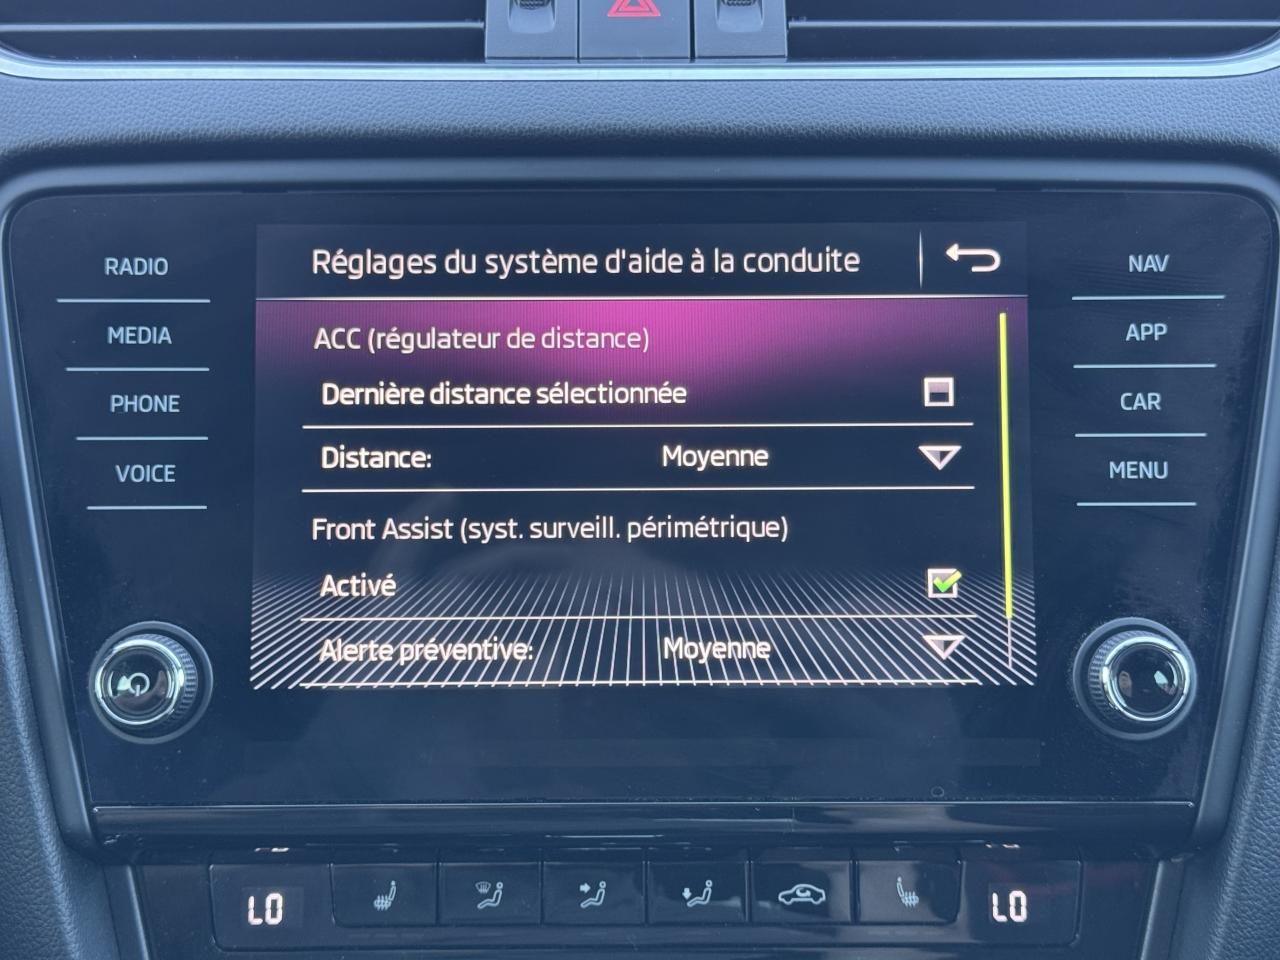 RADIO
MEDIA
PHONE
VOICE
Réglages du système d'aide à la conduite
ACC (régulateur de distance)
Dernière distance sélectionnée
Distance: Moyenne
Front Assist (syst. surveill. périmétrique)
Activé
Alerte préventive: Moyenne
NAV
APP
CAR
MENU
LO
LO